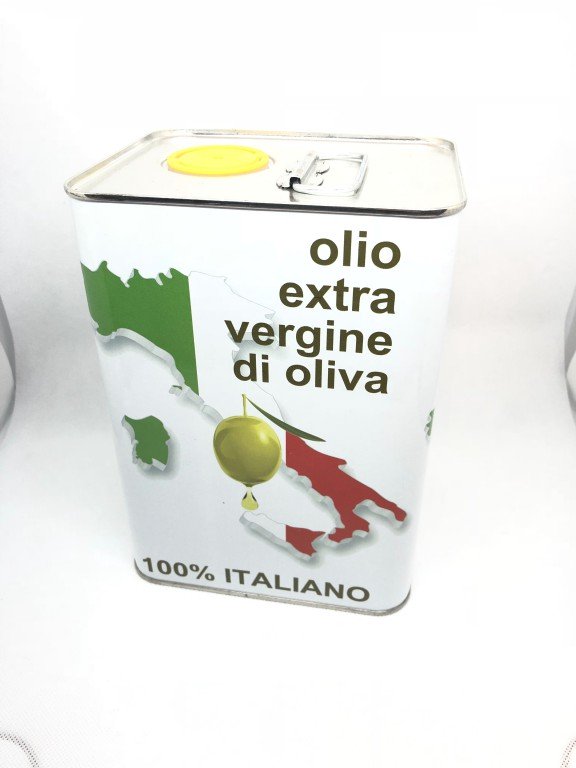 olio
extra
vergine
di oliva
100% ITALIANO